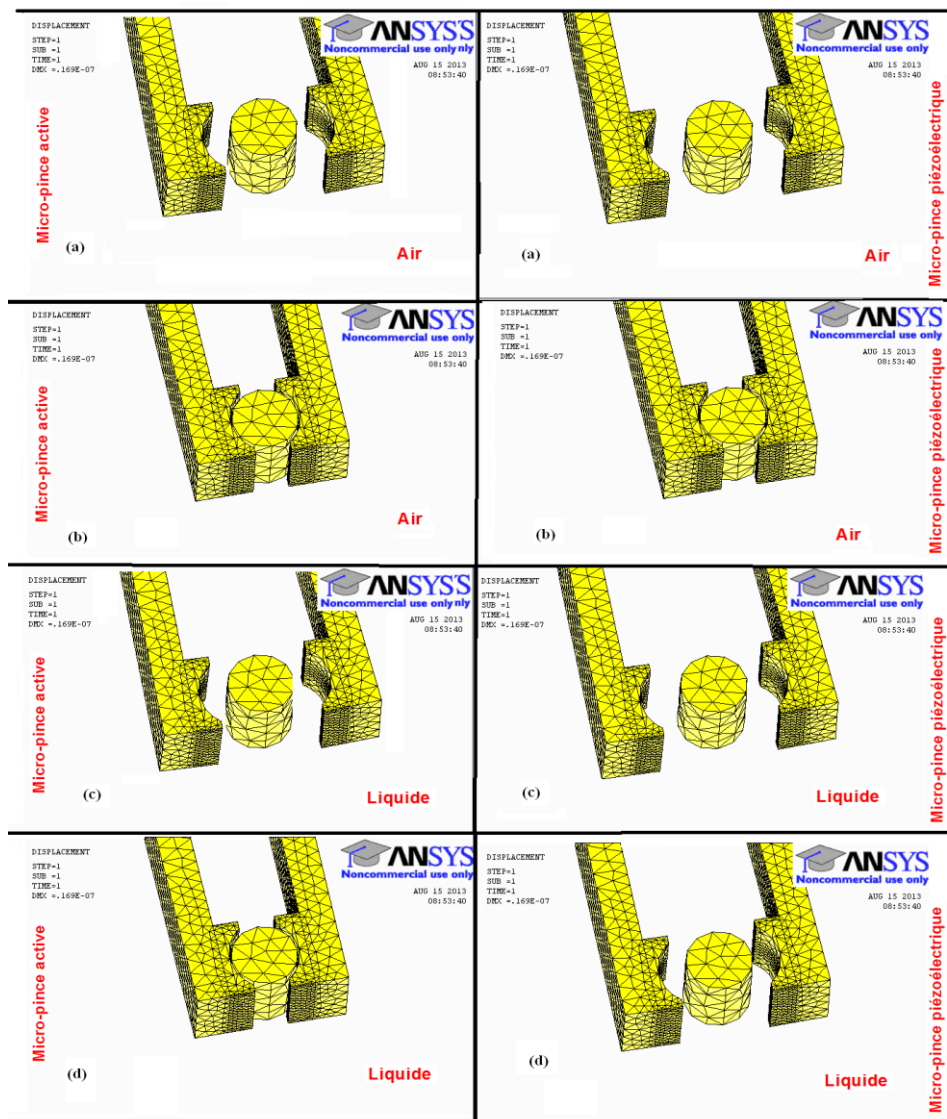 DISPLACEMENT
STEP=1
SUB =1
TIME=1
DMX =.169E-07
ANSYS'S
Noncommercial use only nly
AUG 15 2013
08:53:40
Micro-pince active
(a)
Air
DISPLACEMENT
STEP=1
SUB =1
TIME=1
DMX =.169E-07
ANSYS'S
Noncommercial use only nly
AUG 15 2013
08:53:40
Micro-pince piézoélectrique
(a)
Air
DISPLACEMENT
STEP=1
SUB =1
TIME=1
DMX =.169E-07
ANSYS
Noncommercial use only
AUG 15 2013
08:53:40
Micro-pince active
(b)
Air
DISPLACEMENT
STEP=1
SUB =1
TIME=1
DMX =.169E-07
ANSYS
Noncommercial use only
AUG 15 2013
08:53:40
Micro-pince piézoélectrique
(b)
Air
DISPLACEMENT
STEP=1
SUB =1
TIME=1
DMX =.169E-07
ANSYS'S
Noncommercial use only nly
AUG 15 2013
08:53:40
Micro-pince active
(c)
Liquide
DISPLACEMENT
STEP=1
SUB =1
TIME=1
DMX =.169E-07
ANSYS
Noncommercial use only
AUG 15 2013
08:53:40
Micro-pince piézoélectrique
(c)
Liquide
DISPLACEMENT
STEP=1
SUB =1
TIME=1
DMX =.169E-07
ANSYS
Noncommercial use only
AUG 15 2013
08:53:40
Micro-pince active
(d)
Liquide
DISPLACEMENT
STEP=1
SUB =1
TIME=1
DMX =.169E-07
ANSYS
Noncommercial use only
AUG 15 2013
08:53:40
Micro-pince piézoélectrique
(d)
Liquide